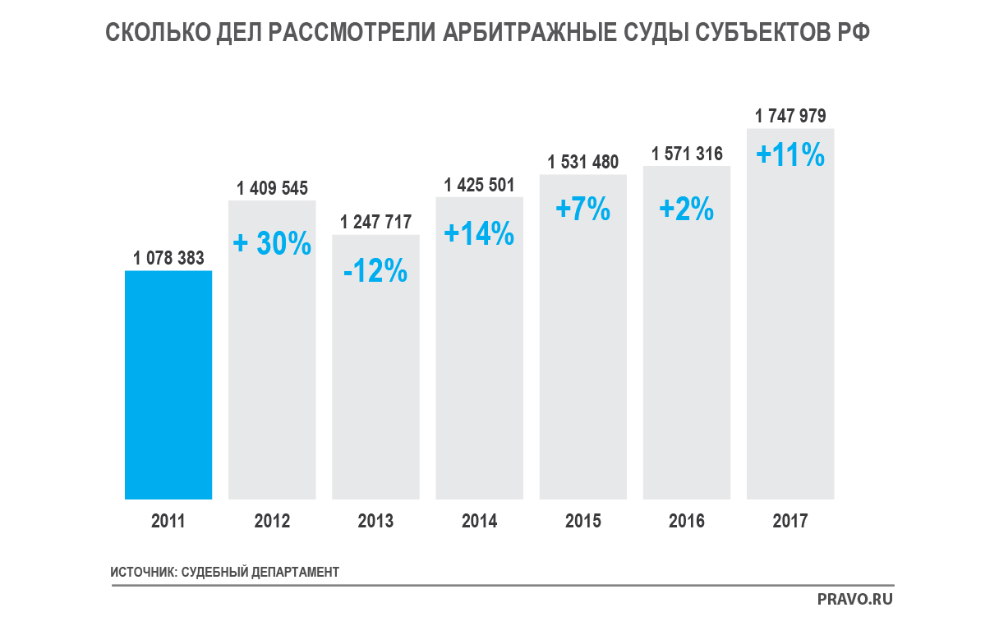 СКОЛЬКО ДЕЛ РАССМОТРЕЛИ АРБИТРАЖНЫЕ СУДЫ СУБЪЕКТОВ РФ
1 747 979
+11%
1 571 316
+2%
1 531 480
+7%
1 425 501
+14%
1 409 545
+ 30%
1 247 717
-12%
1 078 383
2011 2012 2013 2014 2015 2016 2017
ИСТОЧНИК: СУДЕБНЫЙ ДЕПАРТАМЕНТ
PRAVO.RU